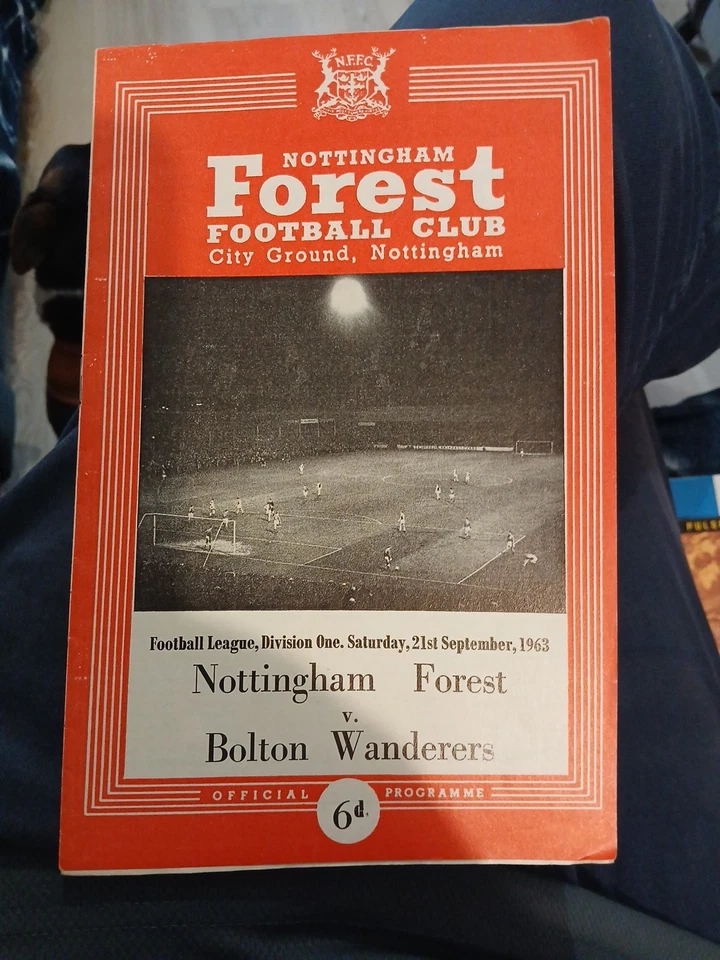 N.F.F.C.
NOTTINGHAM
Forest
FOOTBALL CLUB
City Ground, Nottingham
Football League, Division One. Saturday, 21st September, 1963
Nottingham Forest
v.
Bolton Wanderers
OFFICIAL PROGRAMME
6d.
PULS